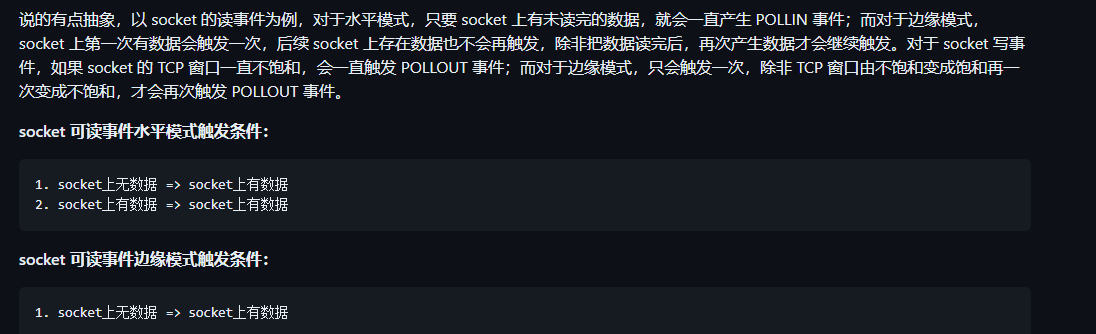 说的有点抽象，以 socket 的读事件为例，对于水平模式，只要 socket 上有未读完的数据，就会一直产生 POLLIN 事件；而对于边缘模式，
socket 上第一次有数据会触发一次，后续 socket 上存在数据也不会再触发，除非把数据读完后，再次产生数据才会继续触发。对于 socket 写事
件，如果 socket 的 TCP 窗口一直不饱和，会一直触发 POLLOUT 事件；而对于边缘模式，只会触发一次，除非 TCP 窗口由不饱和变成饱和再一
次变成不饱和，才会再次触发 POLLOUT 事件。
socket 可读事件水平模式触发条件：
1. socket上无数据 => socket上有数据
2. socket上有数据 => socket上有数据
socket 可读事件边缘模式触发条件：
1. socket上无数据 => socket上有数据